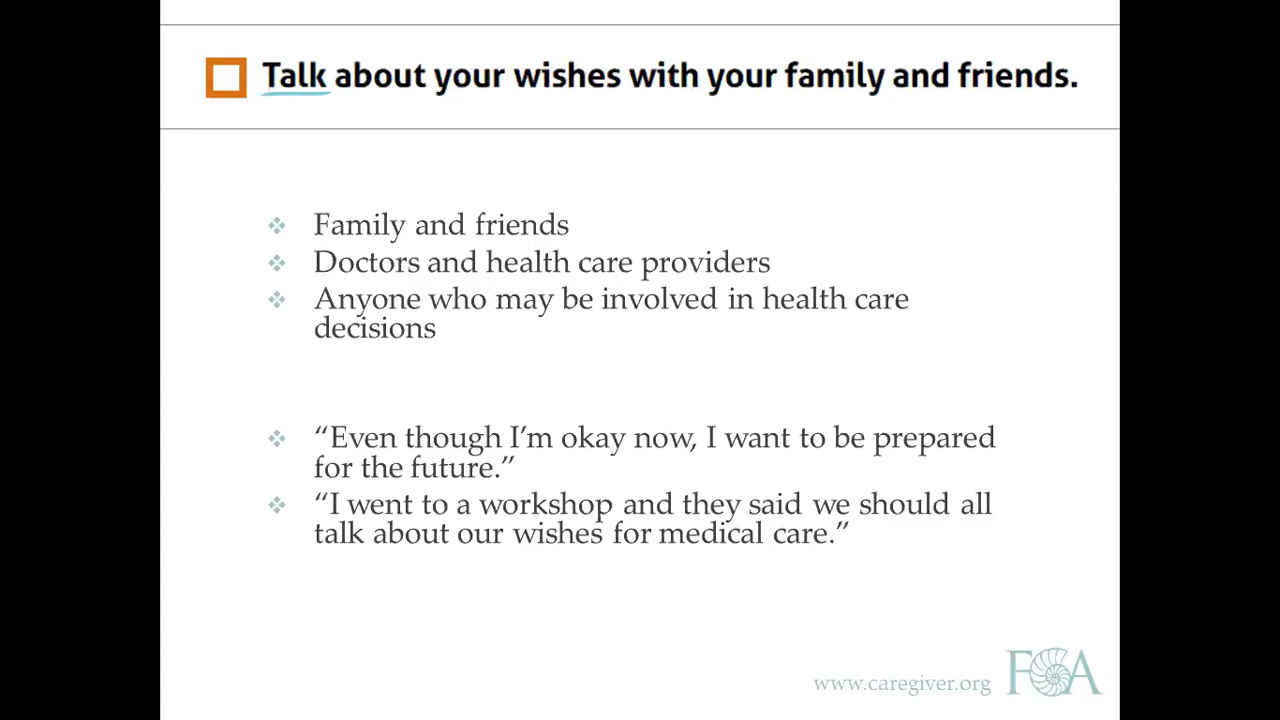 Talk about your wishes with your family and friends.
Family and friends
Doctors and health care providers
Anyone who may be involved in health care
decisions
“Even though I’m okay now, I want to be prepared
for the future.”
“I went to a workshop and they said we should all
talk about our wishes for medical care.”
www.caregiver.org
FCA